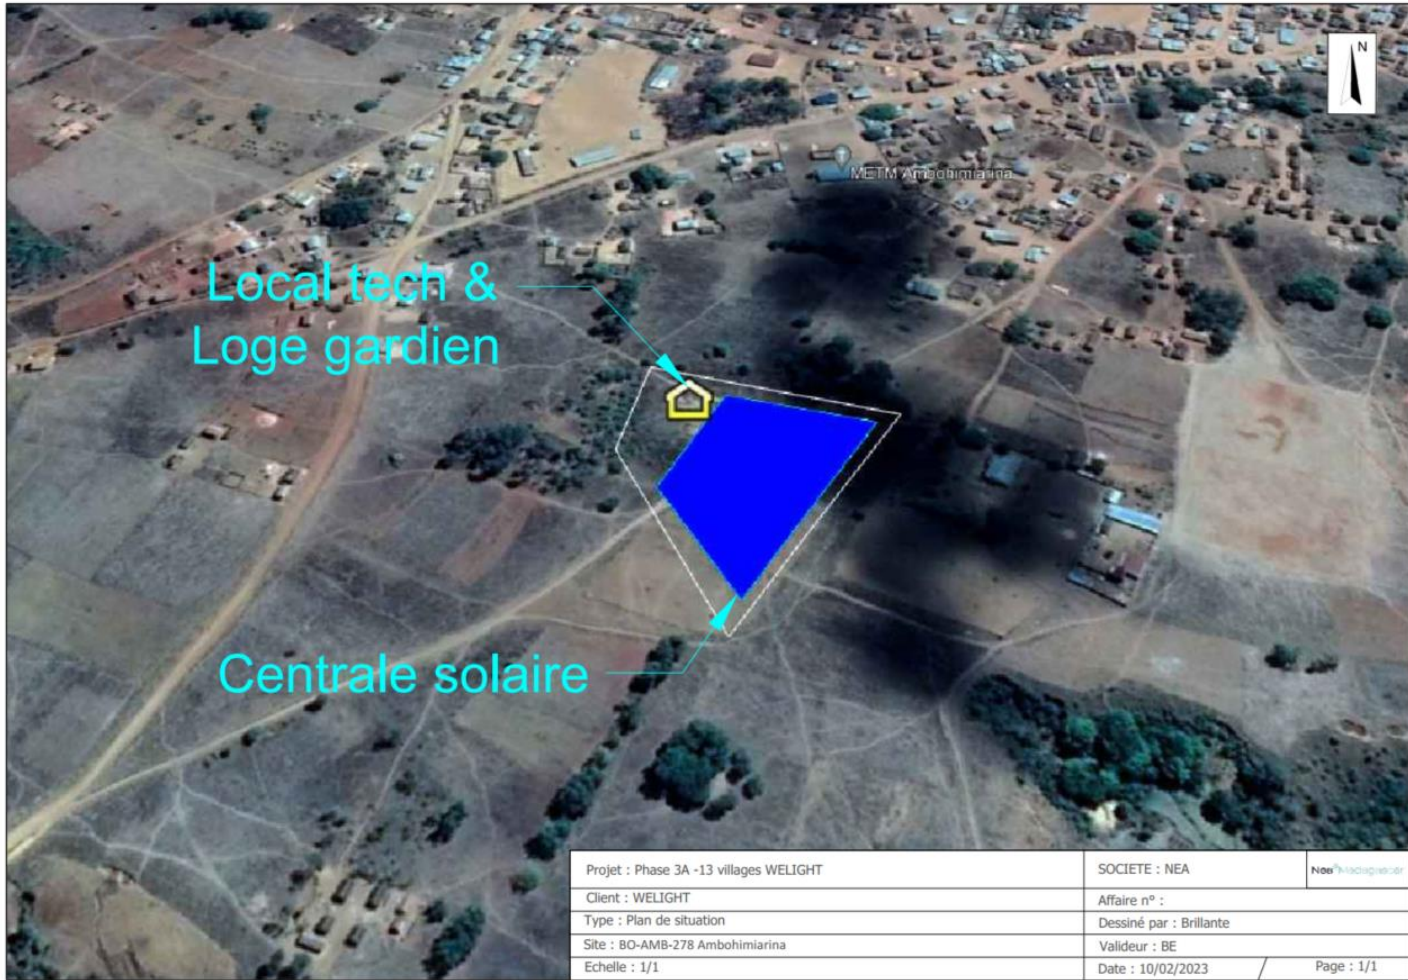 N
METM Ambohimiarina
Local tech &
Loge gardien
Centrale solaire
Projet : Phase 3A -13 villages WELIGHT
SOCIETE : NEA
Nea Madagascar
Client : WELIGHT
Affaire n° :
Type : Plan de situation
Dessiné par : Brillante
Site : BO-AMB-278 Ambohimiarina
Valideur : BE
Echelle : 1/1
Date : 10/02/2023
Page : 1/1